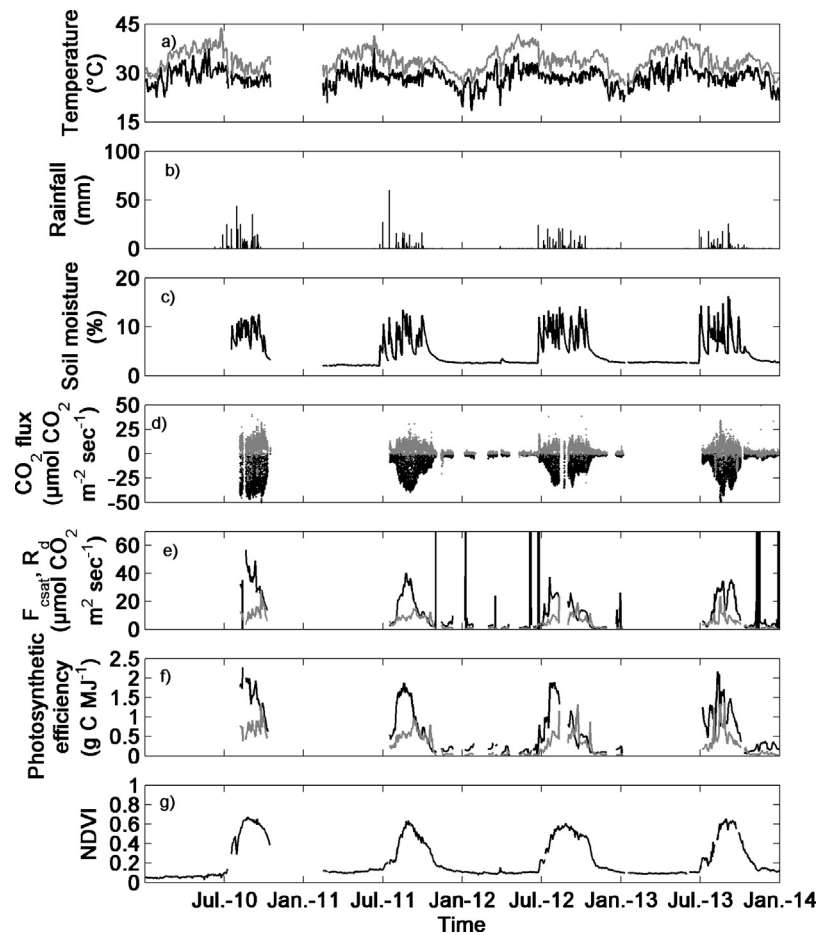 Temperature
(°C)
a)
45
30
15
Rainfall
(mm)
b)
100
50
0
Soil moisture
(%)
c)
20
10
0
CO2 flux
(µmol CO2
m-2 sec-1)
d)
50
25
0
-25
-50
Fcsat, Rd
(µmol CO2
m2 sec-1)
e)
60
40
20
0
Photosynthetic
efficiency
(g C MJ-1)
f)
2.5
2
1.5
1
0.5
0
NDVI
g)
1
0.8
0.6
0.4
0.2
0
Jul.-10 Jan.-11 Jul.-11 Jan.-12 Jul.-12 Jan.-13 Jul.-13 Jan.-14
Time